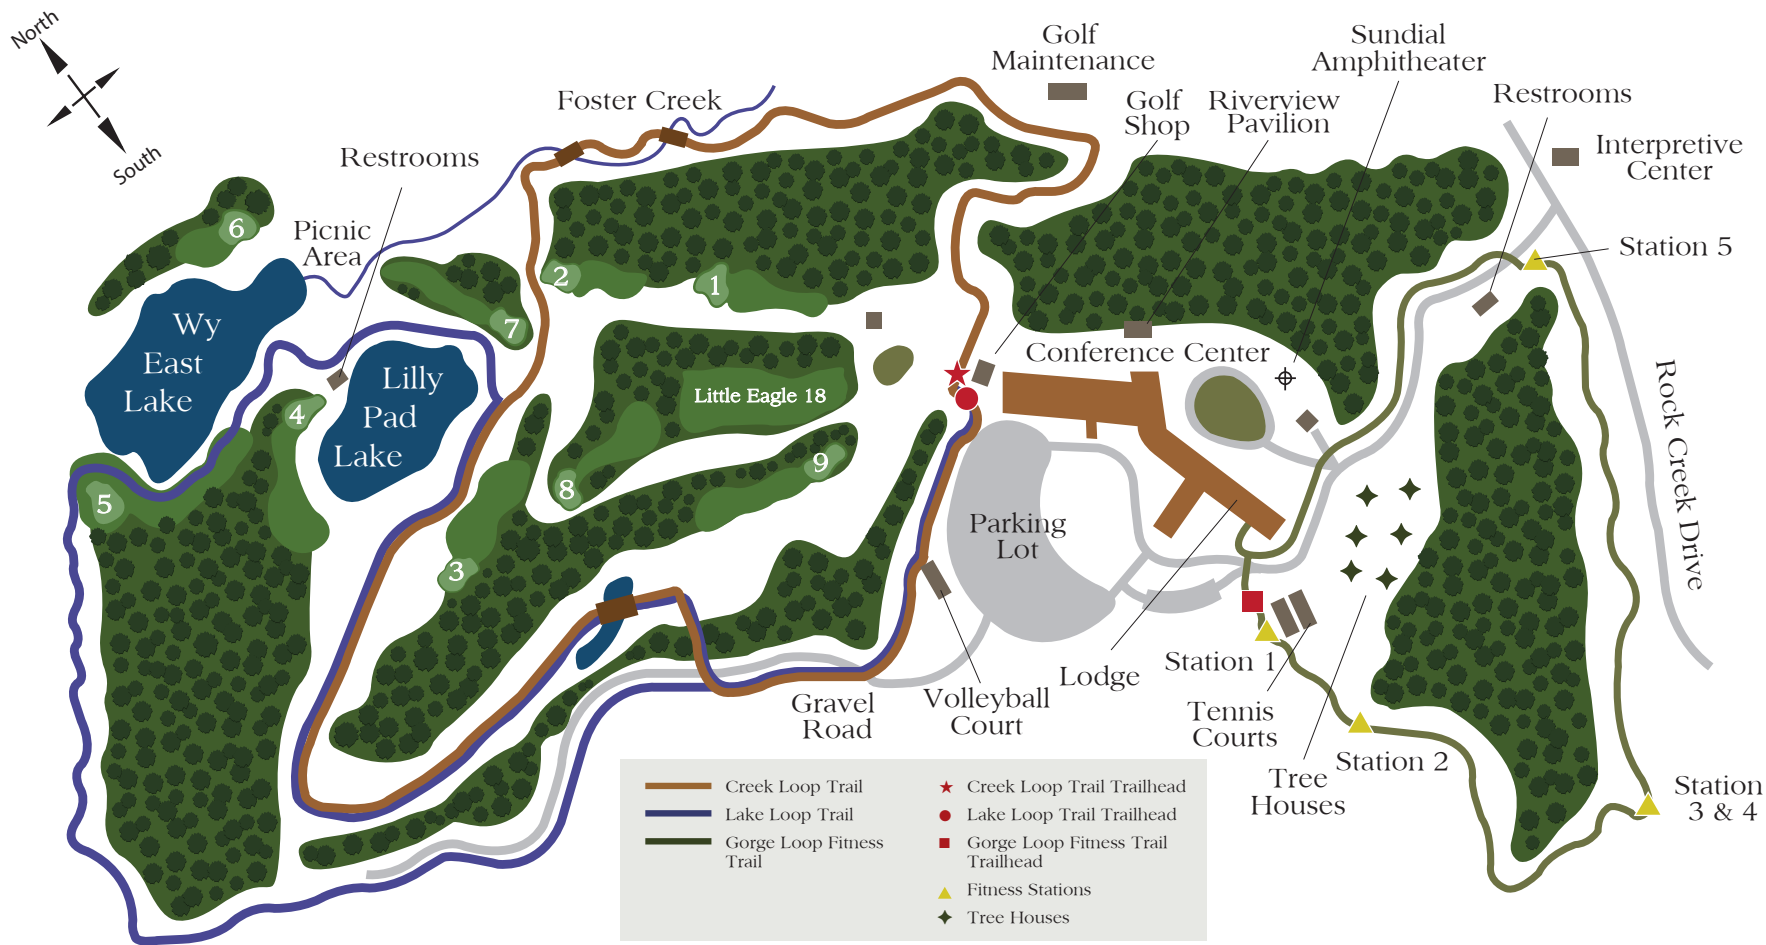 North
South
Foster Creek
Golf
Maintenance
Sundial
Amphitheater
Golf
Shop
Riverview
Pavilion
Restrooms
Interpretive
Center
Restrooms
Picnic
Area
Station 5
6
2
1
7
Wy
East
Lake
Lilly
Pad
Lake
Conference Center
Little Eagle 18
4
5
8
9
3
Parking
Lot
Rock Creek Drive
Station 1
Lodge
Volleyball
Court
Gravel
Road
Tennis
Courts
Station 2
Tree
Houses
Station
3 & 4
Creek Loop Trail
Lake Loop Trail
Gorge Loop Fitness
Trail
Creek Loop Trail Trailhead
Lake Loop Trail Trailhead
Gorge Loop Fitness Trail
Trailhead
Fitness Stations
Tree Houses